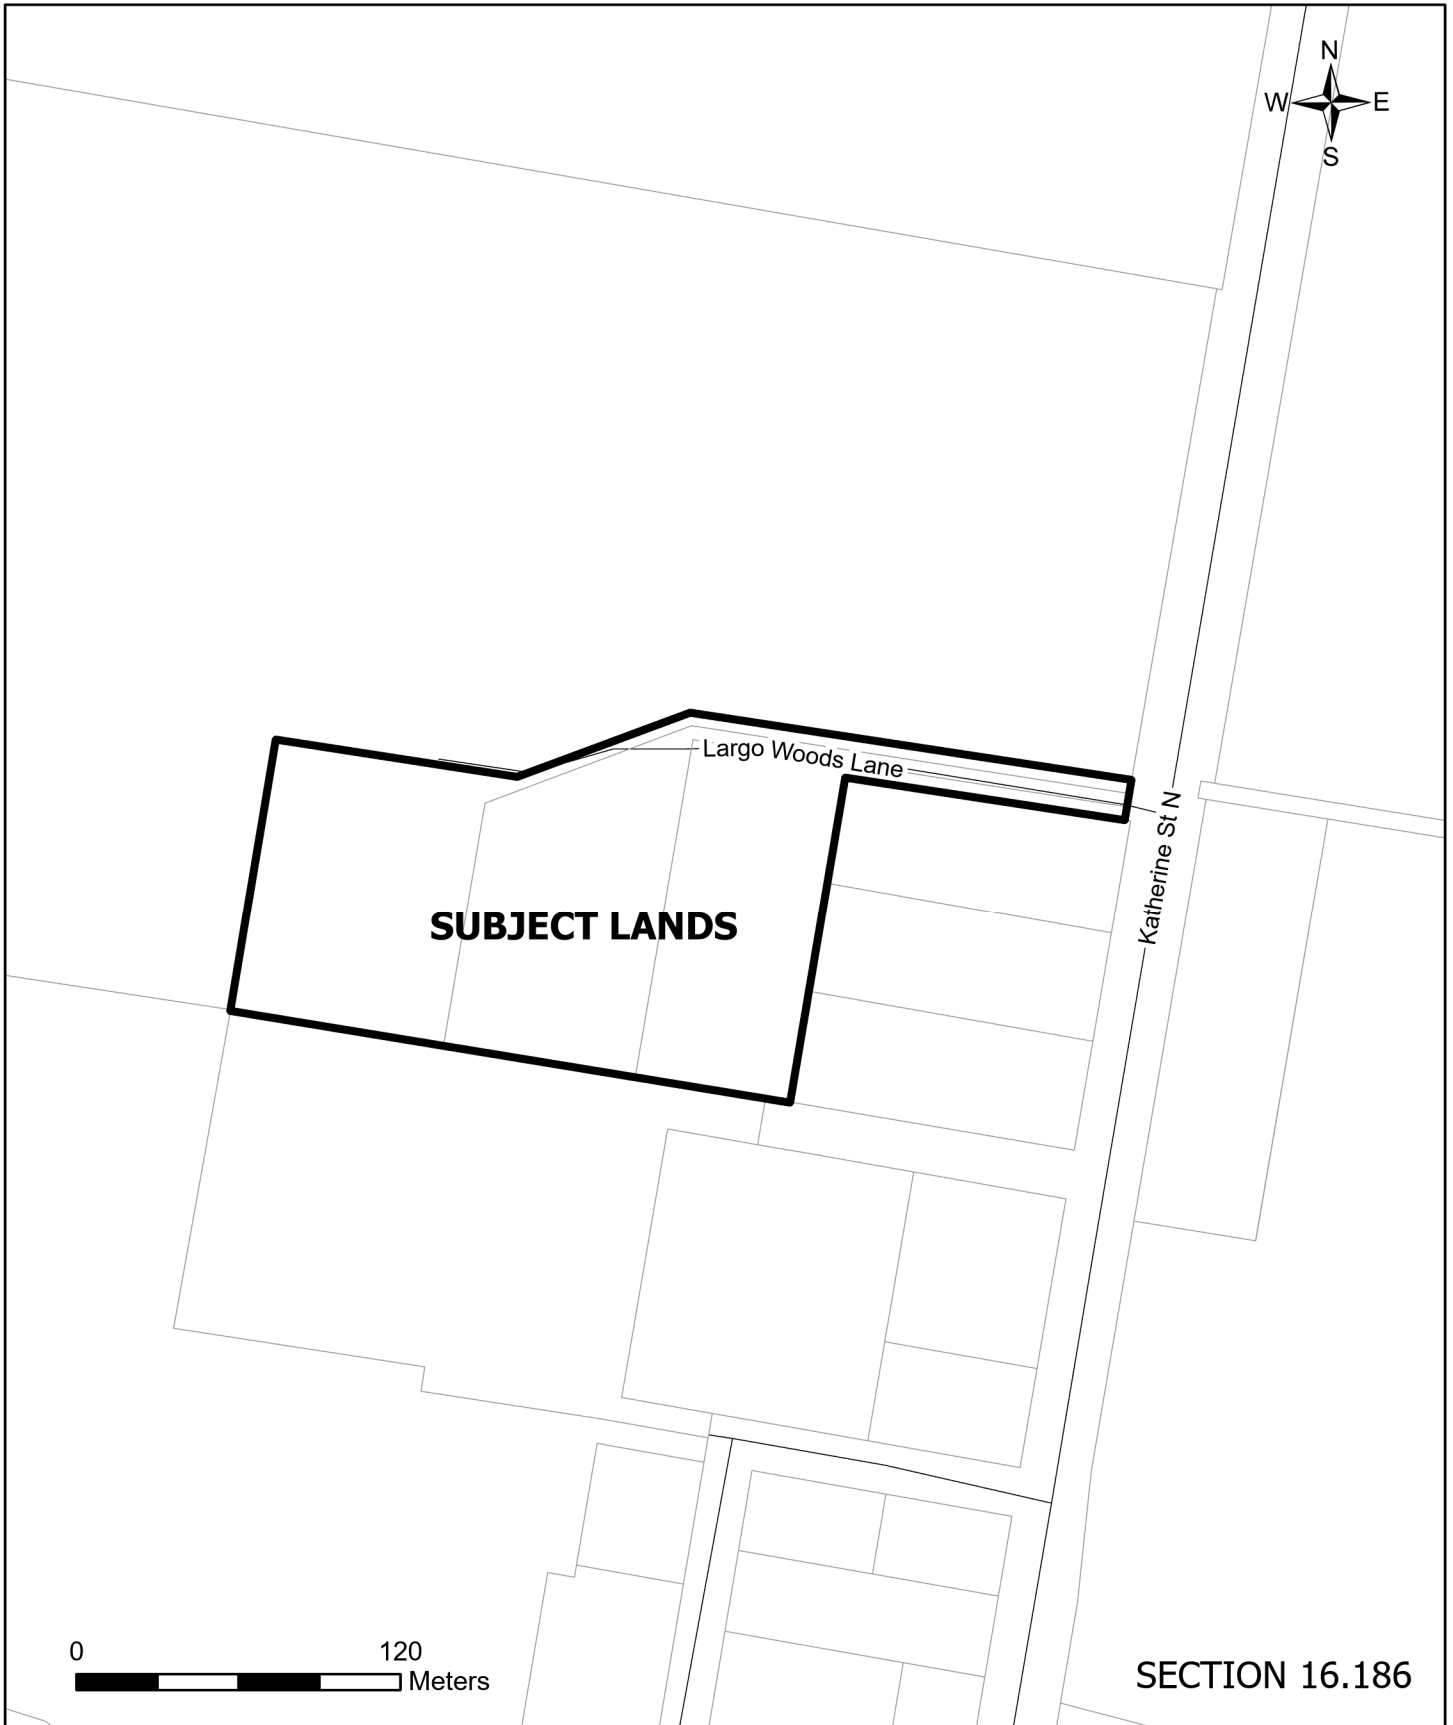 N
W E
S
Largo Woods Lane
Katherine St N
SUBJECT LANDS
0 120
Meters
SECTION 16.186